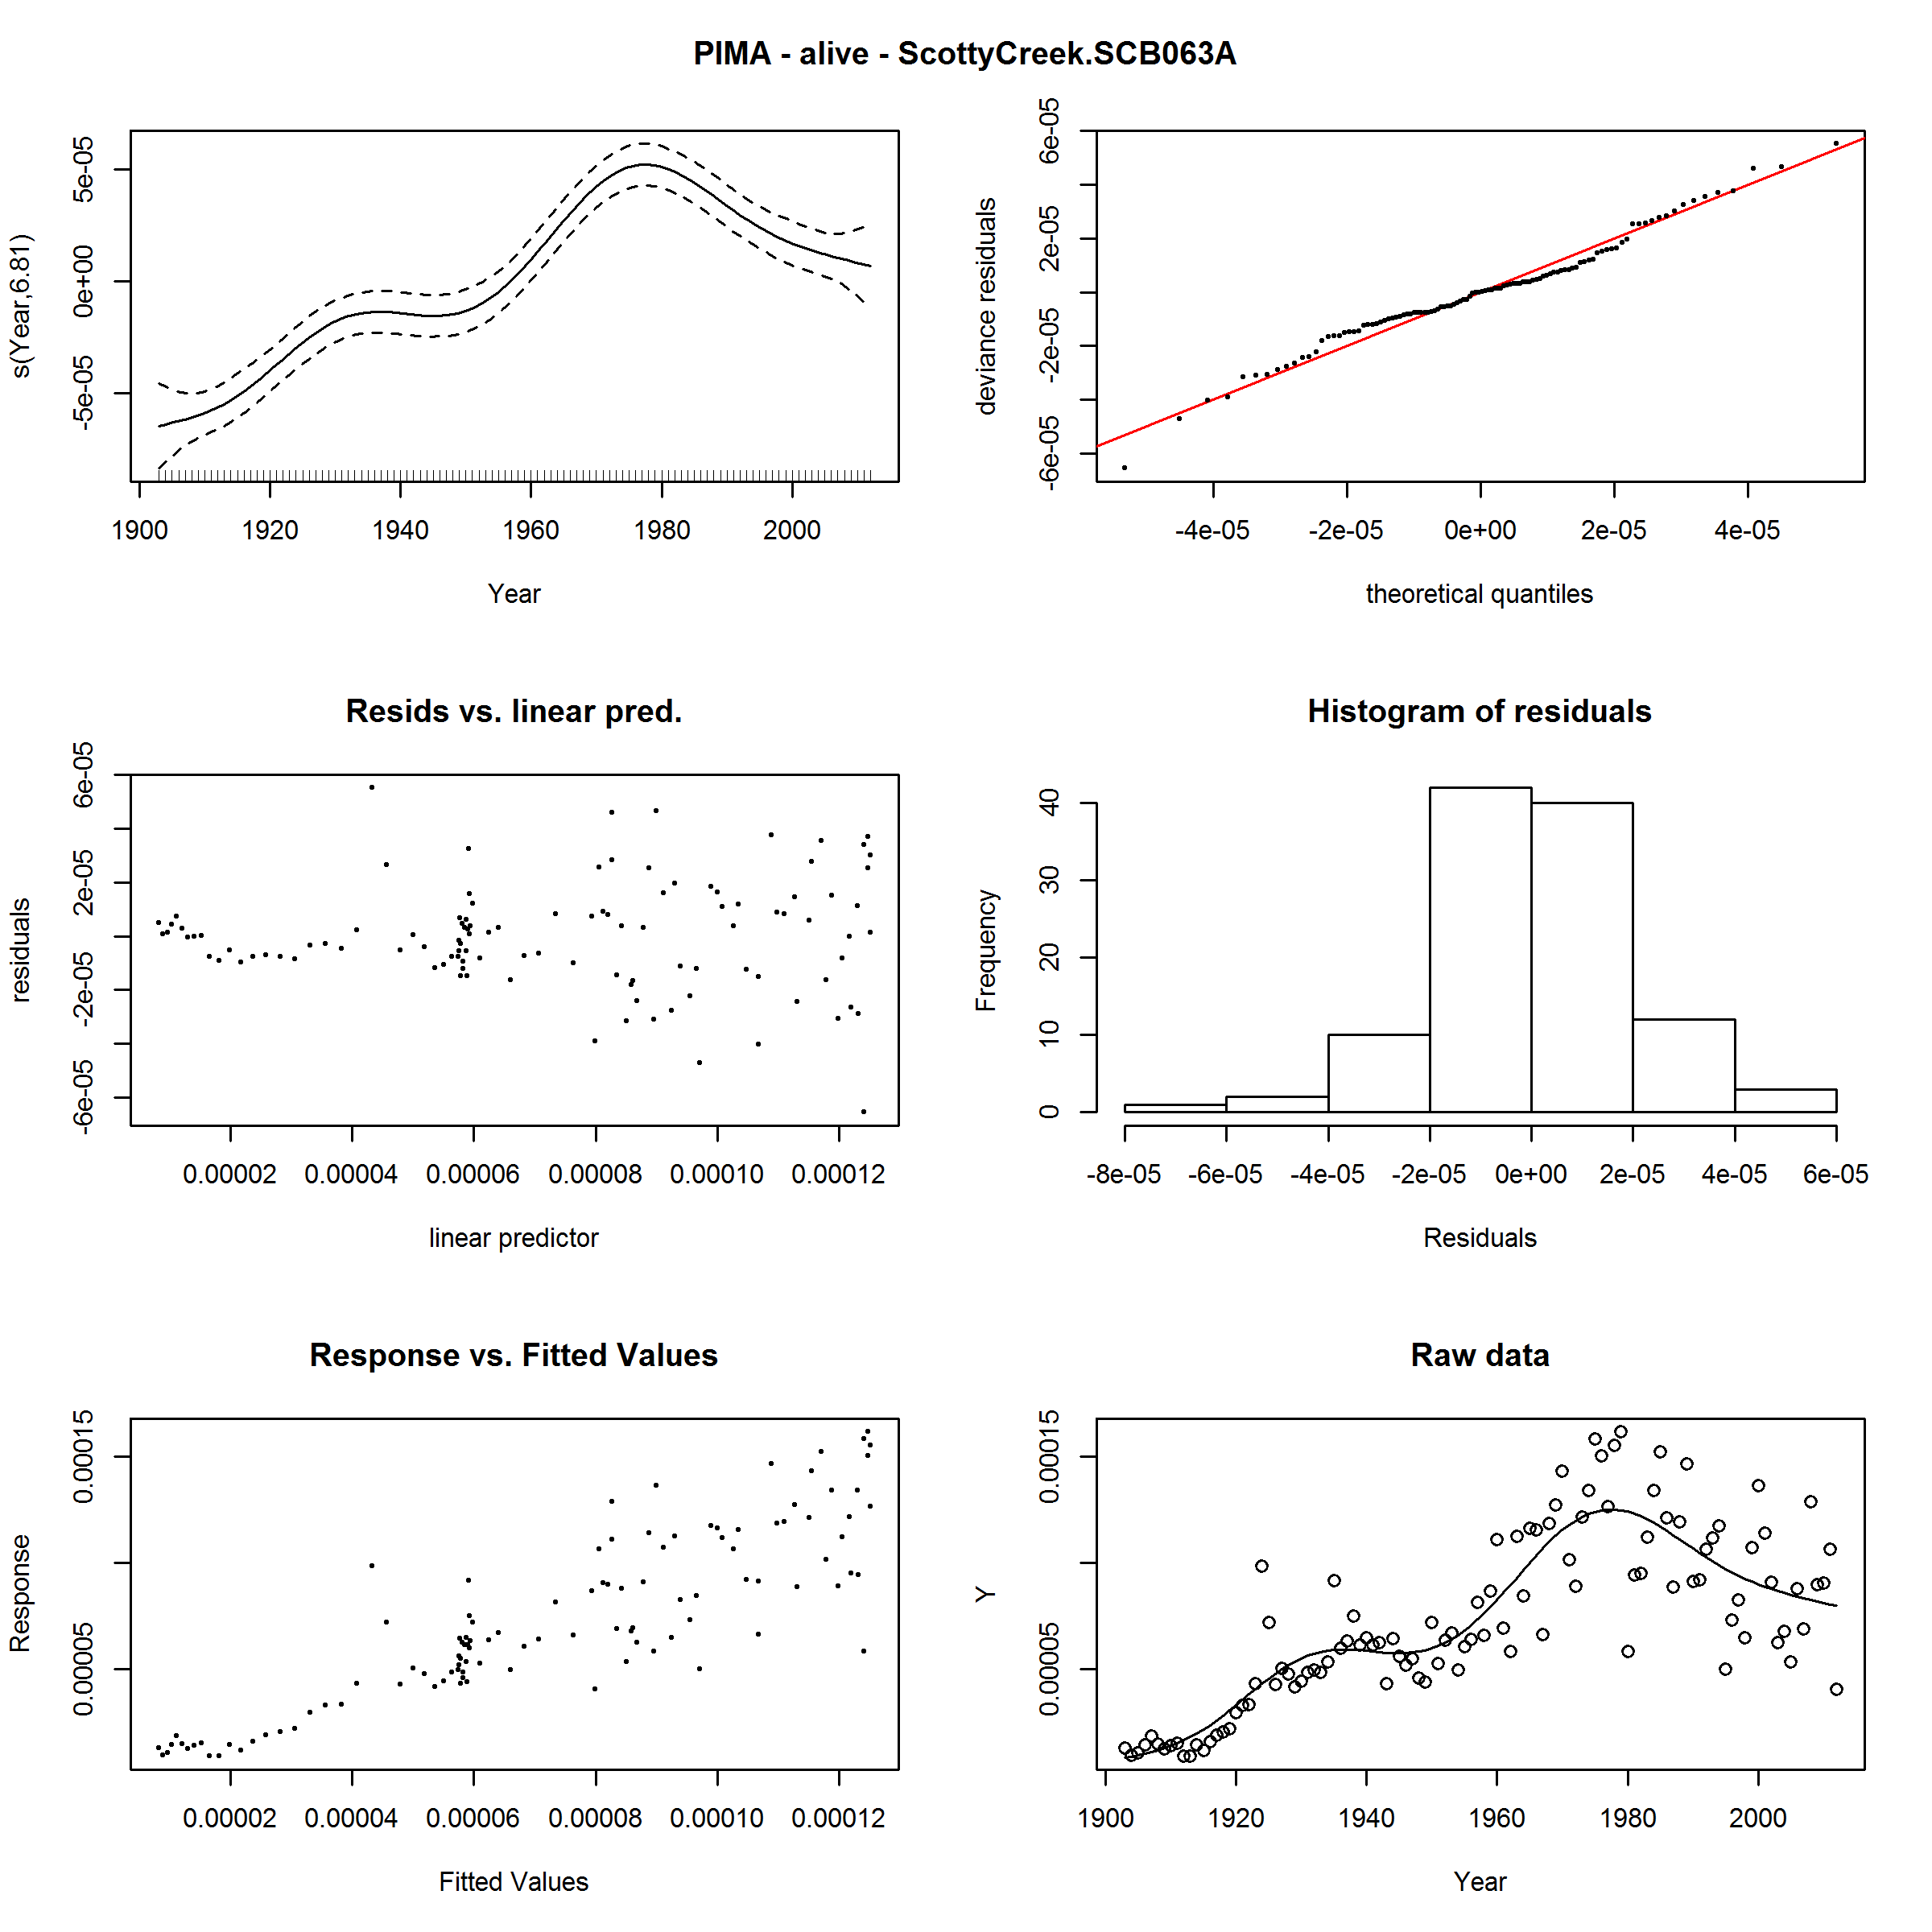 PIMA - alive - ScottyCreek.SCB063A
s(Year,6.81)
-5e-05 0e+00 5e-05
1900 1920 1940 1960 1980 2000
Year
deviance residuals
-6e-05 -2e-05 2e-05 6e-05
-4e-05 -2e-05 0e+00 2e-05 4e-05
theoretical quantiles
Resids vs. linear pred.
residuals
-6e-05 -2e-05 2e-05 6e-05
0.00002 0.00004 0.00006 0.00008 0.00010 0.00012
linear predictor
Histogram of residuals
Frequency
0 10 20 30 40
-8e-05 -6e-05 -4e-05 -2e-05 0e+00 2e-05 4e-05 6e-05
Residuals
Response vs. Fitted Values
Response
0.00005 0.00015
0.00002 0.00004 0.00006 0.00008 0.00010 0.00012
Fitted Values
Raw data
Y
0.00005 0.00015
1900 1920 1940 1960 1980 2000
Year